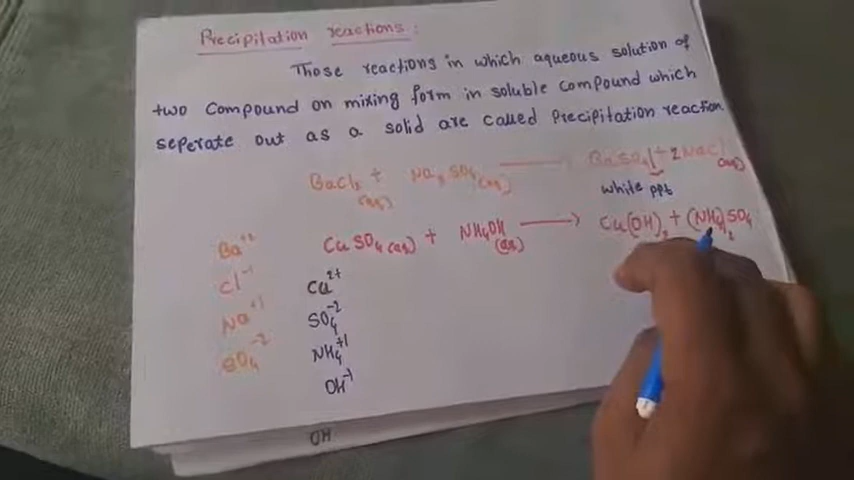 Precipitation reactions :
Those reactions in which aqueous solution of
two compound on mixing form in soluble compound which
seperate out as a solid are called Precipitation reaction
BaCl₂ (aq) + Na₂SO₄(aq) ⟶ BaSO₄↓ + 2NaCl (aq)
white ppt
CuSO₄(aq) + NH₄OH (aq) ⟶ Cu(OH)₂ + (NH₄)₂SO₄
Ba⁺²
Cl⁻¹
Na⁺¹
SO₄⁻²
Cu²⁺
SO₄⁻²
NH₄⁺¹
OH⁻¹
OH